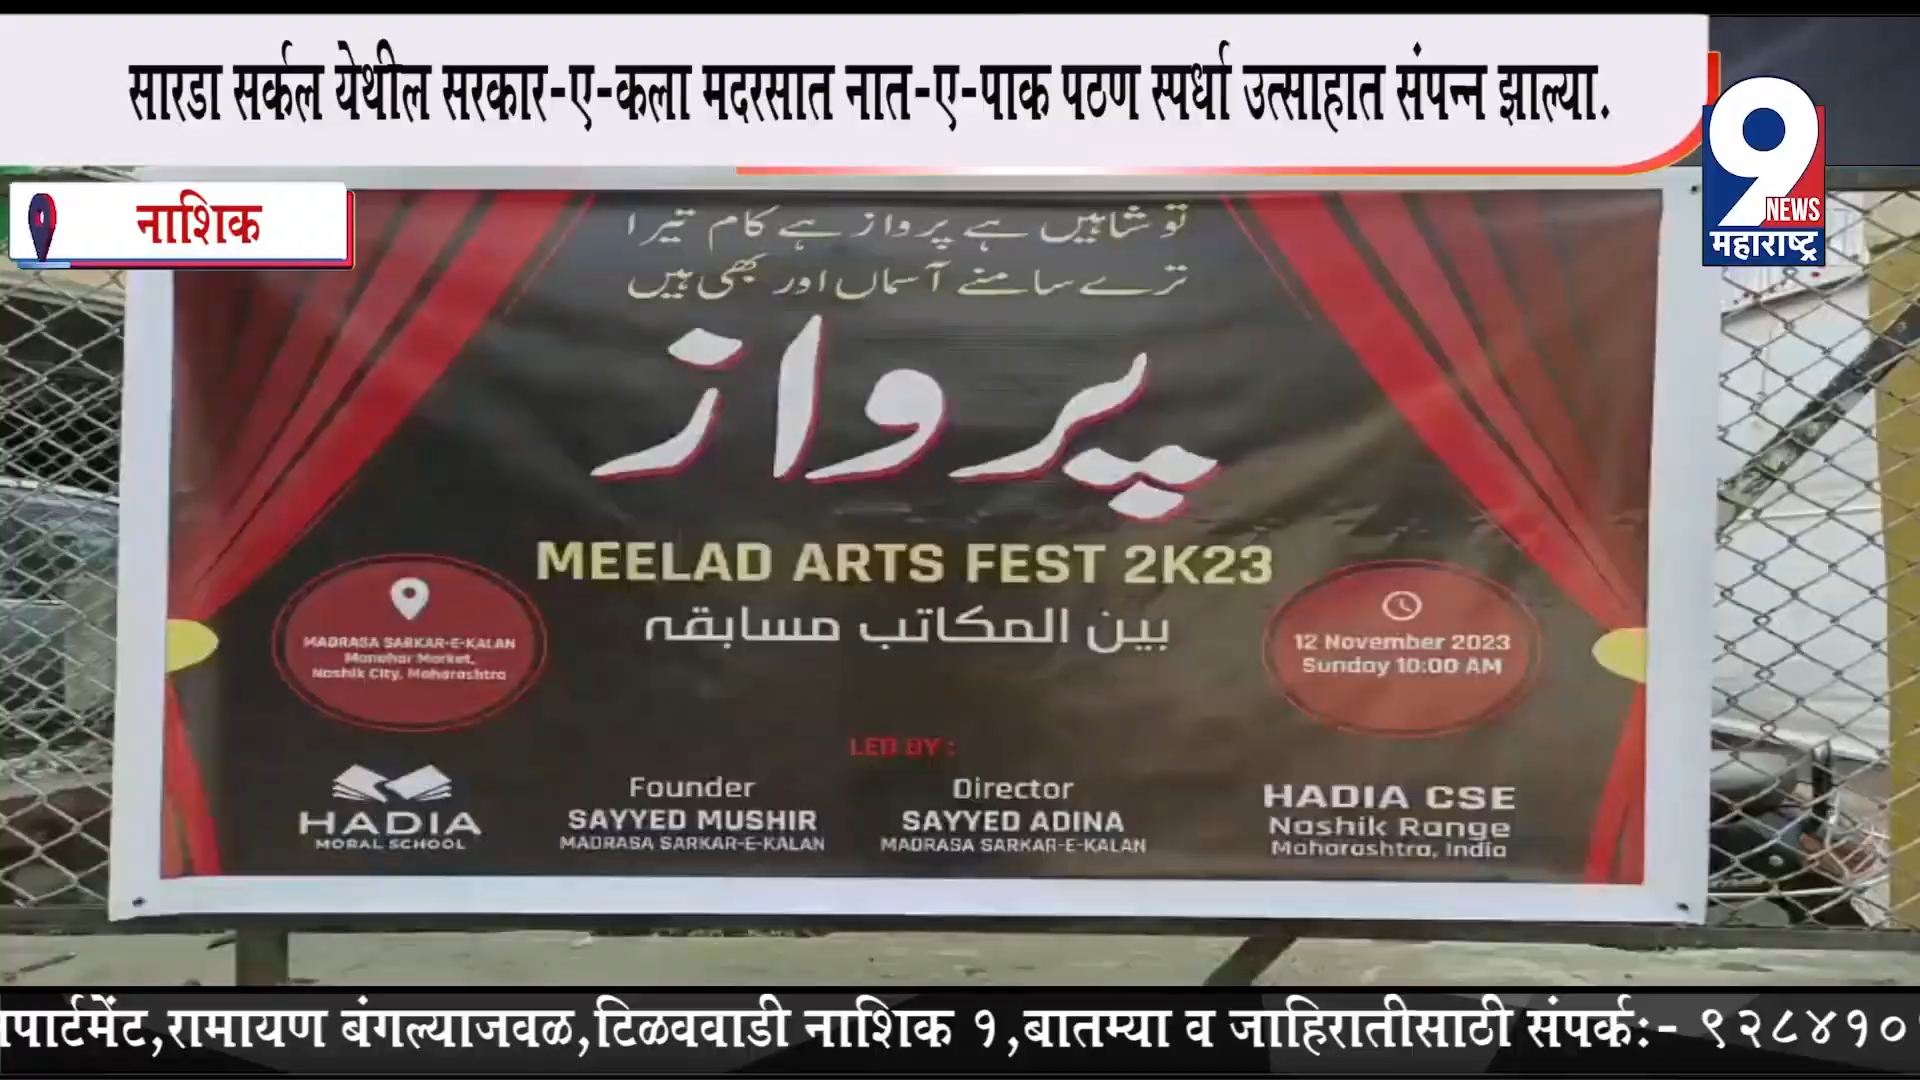 सारडा सर्कल येथील सरकार-ए-कला मदरसात नात-ए-पाक पठण स्पर्धा उत्साहात संपन्न झाल्या.
9
NEWS
महाराष्ट्र
नाशिक
تو شاہیں ہے پرواز ہے کام تیرا
ترے سامنے آسماں اور بھی ہیں
پرواز
MEELAD ARTS FEST 2K23
بین المکاتب مسابقہ
MADRASA SARKAR-E-KALAN
Manohar Market,
Nashik City, Maharashtra
12 November 2023
Sunday 10:00 AM
LED BY :
HADIA
MORAL SCHOOL
Founder
SAYYED MUSHIR
MADRASA SARKAR-E-KALAN
Director
SAYYED ADINA
MADRASA SARKAR-E-KALAN
HADIA CSE
Nashik Range
Maharashtra, India
पार्टमेंट,रामायण बंगल्याजवळ,टिळकवाडी नाशिक १,बातम्या व जाहिरातीसाठी संपर्क:- ९२८४१०